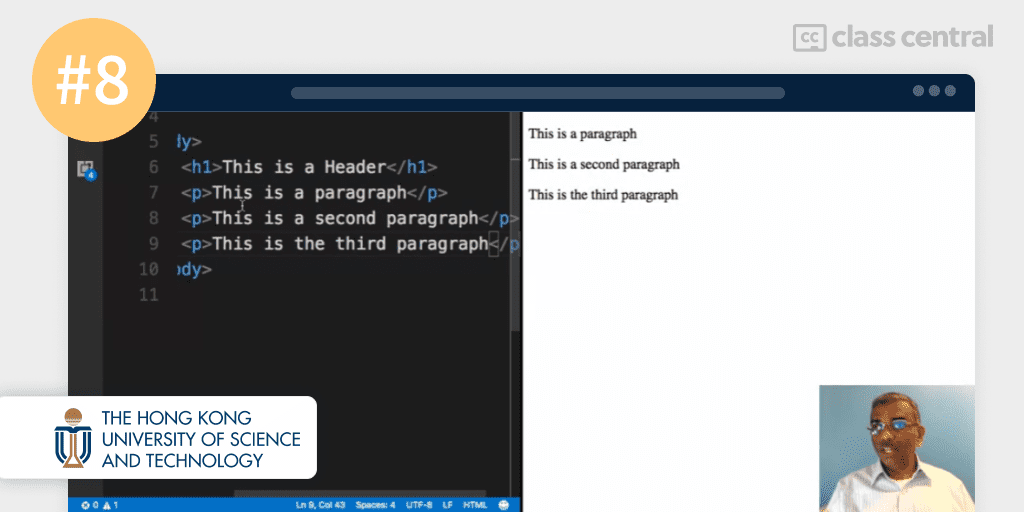 #8
class central
4
5 dy>
6 <h1>This is a Header</h1>
7 <p>This is a paragraph</p>
8 <p>This is a second paragraph</p>
9 <p>This is the third paragraph</p
10 ody>
11
4
This is a paragraph
This is a second paragraph
This is the third paragraph
THE HONG KONG
UNIVERSITY OF SCIENCE
AND TECHNOLOGY
0 1 Ln 9, Col 43 Spaces: 4 UTF-8 LF HTML